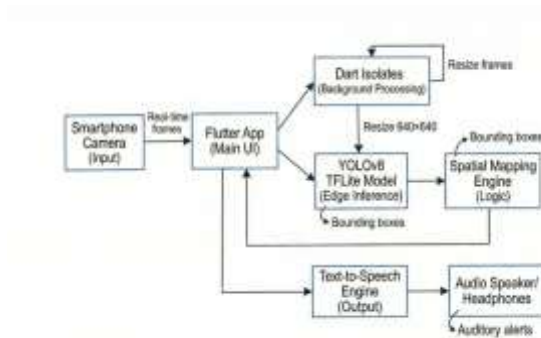 Dart Isolates
(Background Processing)
Resize frames
Real-time
frames
Smartphone
Camera
(Input)
Flutter App
(Main UI)
Resize 640×640
Bounding boxes
YOLOv8
TFLite Model
(Edge Inference)
Spatial Mapping
Engine
(Logic)
Bounding boxes
Text-to-Speech
Engine
(Output)
Audio Speaker/
Headphones
Auditory alerts